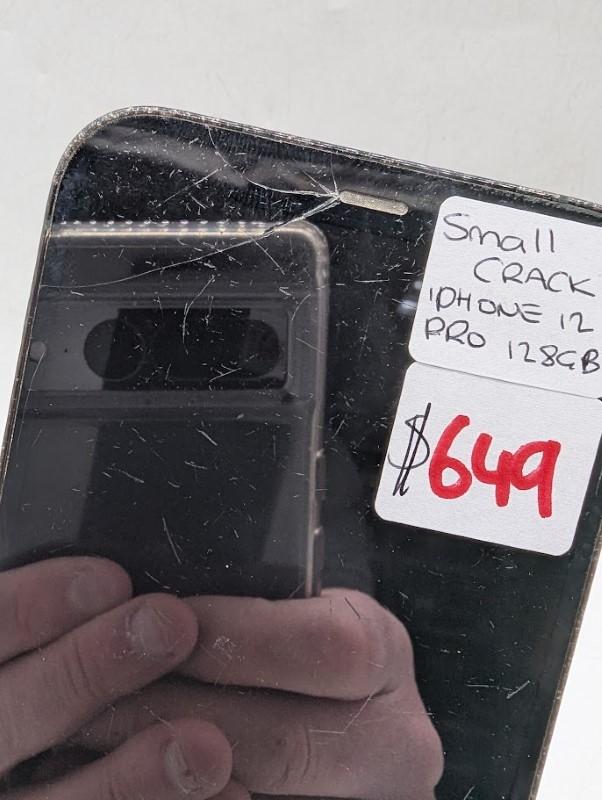 Small
CRACK
IPHONE 12
PRO 128GB
$649